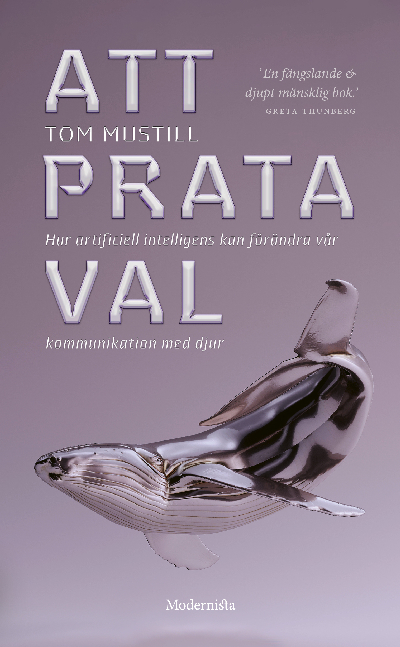 ATT
'En fängslande &
djupt mänsklig bok.'
GRETA THUNBERG
TOM MUSTILL
PRATA
Hur artificiell intelligens kan förändra vår
VAL
kommunikation med djur
Modernista